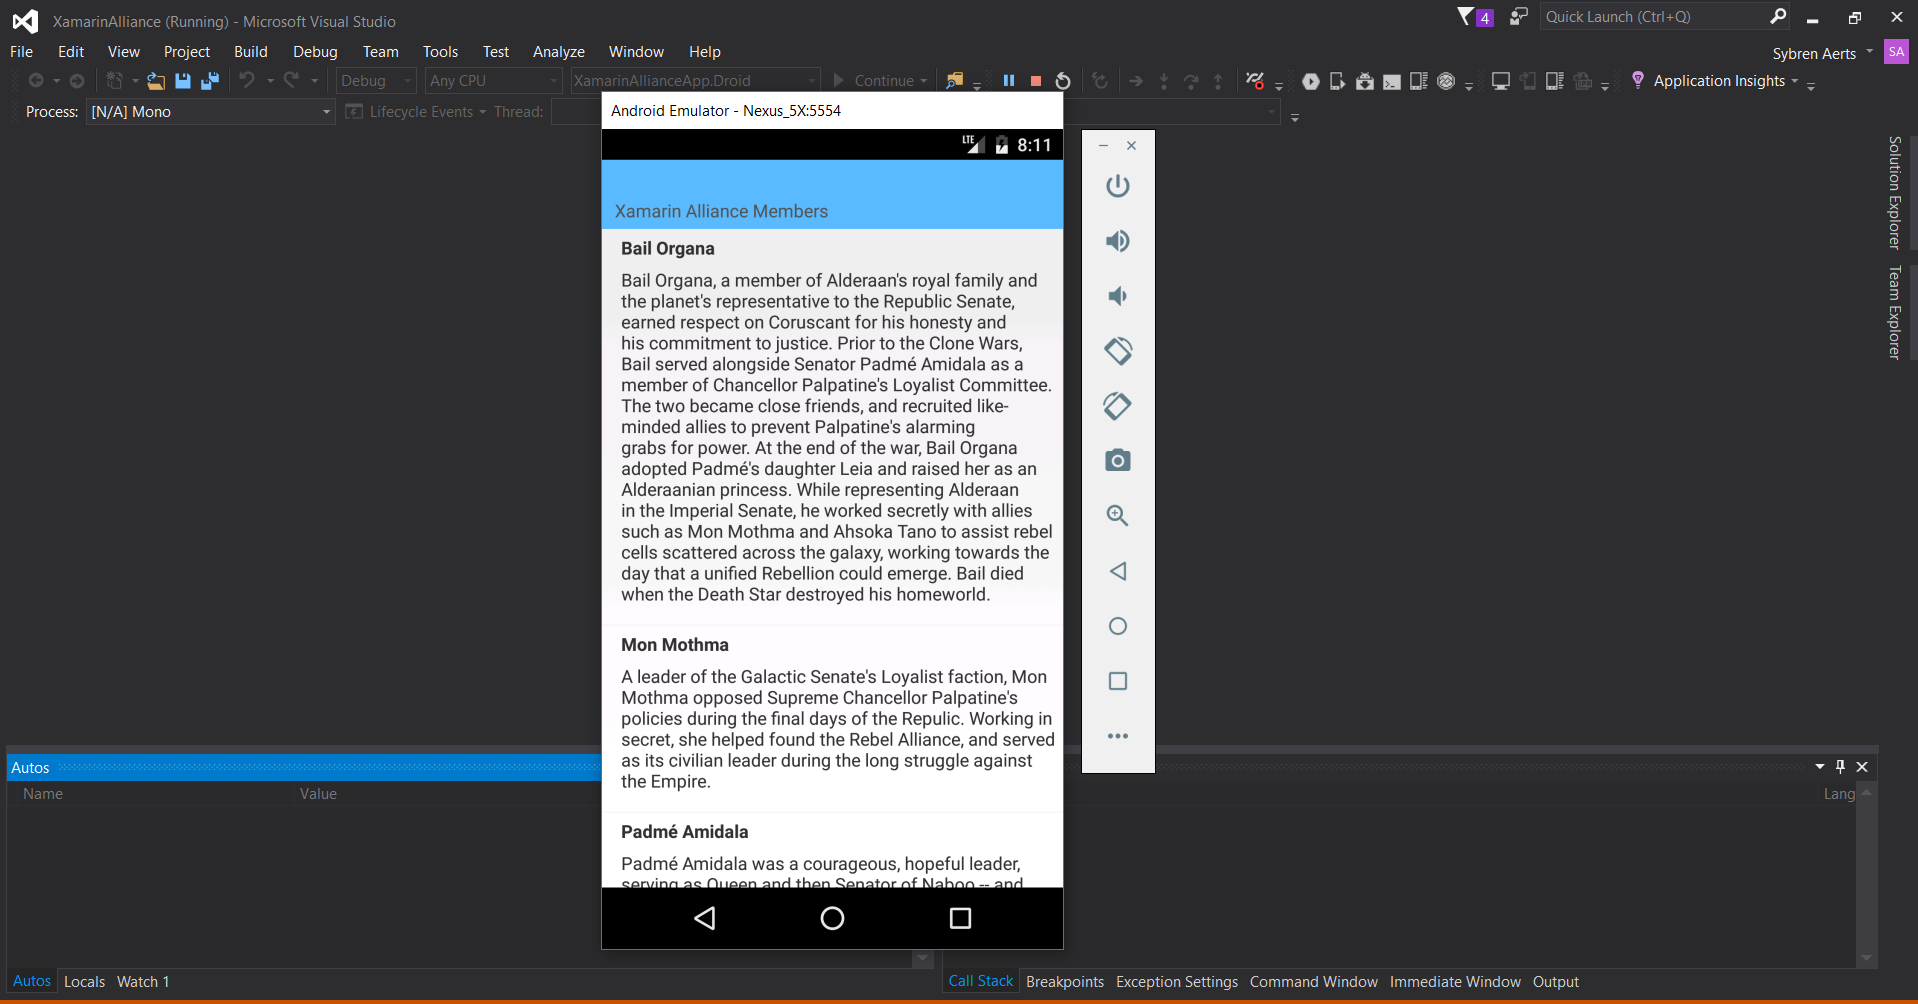 XamarinAlliance (Running) - Microsoft Visual Studio
4
Quick Launch (Ctrl+Q)
File Edit View Project Build Debug Team Tools Test Analyze Window Help
Sybren Aerts SA
Debug Any CPU XamarinAllianceApp.Droid Continue Application Insights
Process: [N/A] Mono Lifecycle Events Thread:
Android Emulator - Nexus_5X:5554
LTE 8:11
Xamarin Alliance Members
Bail Organa
Bail Organa, a member of Alderaan's royal family and
the planet's representative to the Republic Senate,
earned respect on Coruscant for his honesty and
his commitment to justice. Prior to the Clone Wars,
Bail served alongside Senator Padmé Amidala as a
member of Chancellor Palpatine's Loyalist Committee.
The two became close friends, and recruited like-
minded allies to prevent Palpatine's alarming
grabs for power. At the end of the war, Bail Organa
adopted Padmé's daughter Leia and raised her as an
Alderaanian princess. While representing Alderaan
in the Imperial Senate, he worked secretly with allies
such as Mon Mothma and Ahsoka Tano to assist rebel
cells scattered across the galaxy, working towards the
day that a unified Rebellion could emerge. Bail died
when the Death Star destroyed his homeworld.
Mon Mothma
A leader of the Galactic Senate's Loyalist faction, Mon
Mothma opposed Supreme Chancellor Palpatine's
policies during the final days of the Repulic. Working in
secret, she helped found the Rebel Alliance, and served
as its civilian leader during the long struggle against
the Empire.
Padmé Amidala
Padmé Amidala was a courageous, hopeful leader,
serving as Queen and then Senator of Naboo -- and
Solution Explorer
Team Explorer
Autos
Name Value
Lang
Autos Locals Watch 1
Call Stack Breakpoints Exception Settings Command Window Immediate Window Output